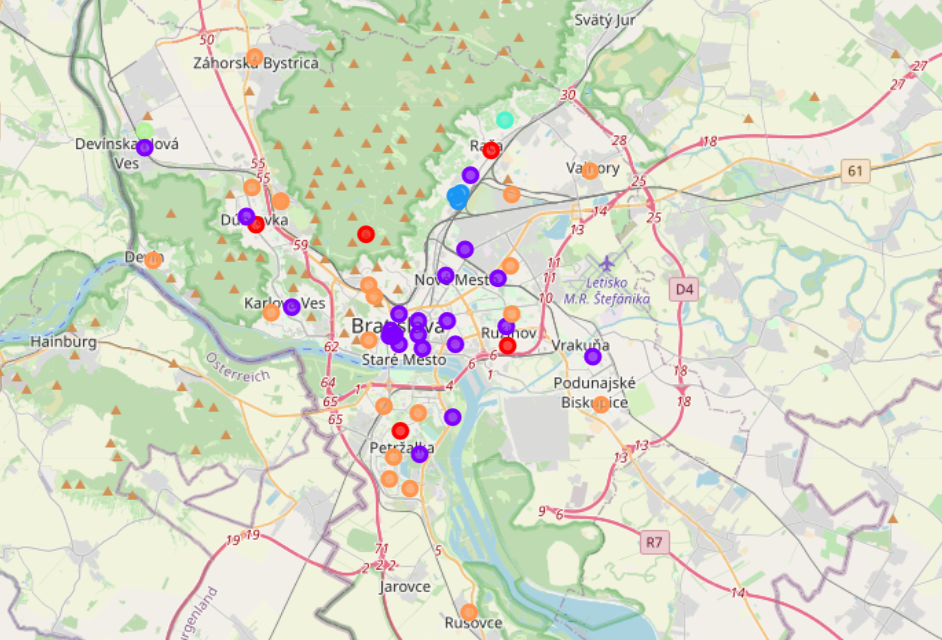 Svätý Jur
50
Záhorská Bystrica
27
27
30
Devínska Nová
Ves
Rača
28
18
55
55
Vajnory
61
25
14
25
Dúbravka
13
59
Devín
11
Nové Mesto
11
Letisko
M.R. Štefánika
D4
10
Karlova Ves
Bratislava
Ružinov
Hainburg
62
Vrakuňa
Staré Mesto
6
6
Österreich
1
18
64
1
4
Podunajské
Biskupice
65
18
65
Petržalka
13
13
9
6
19
19
R7
71
5
2
2
2
Jarovce
14
Rusovce
urgenland